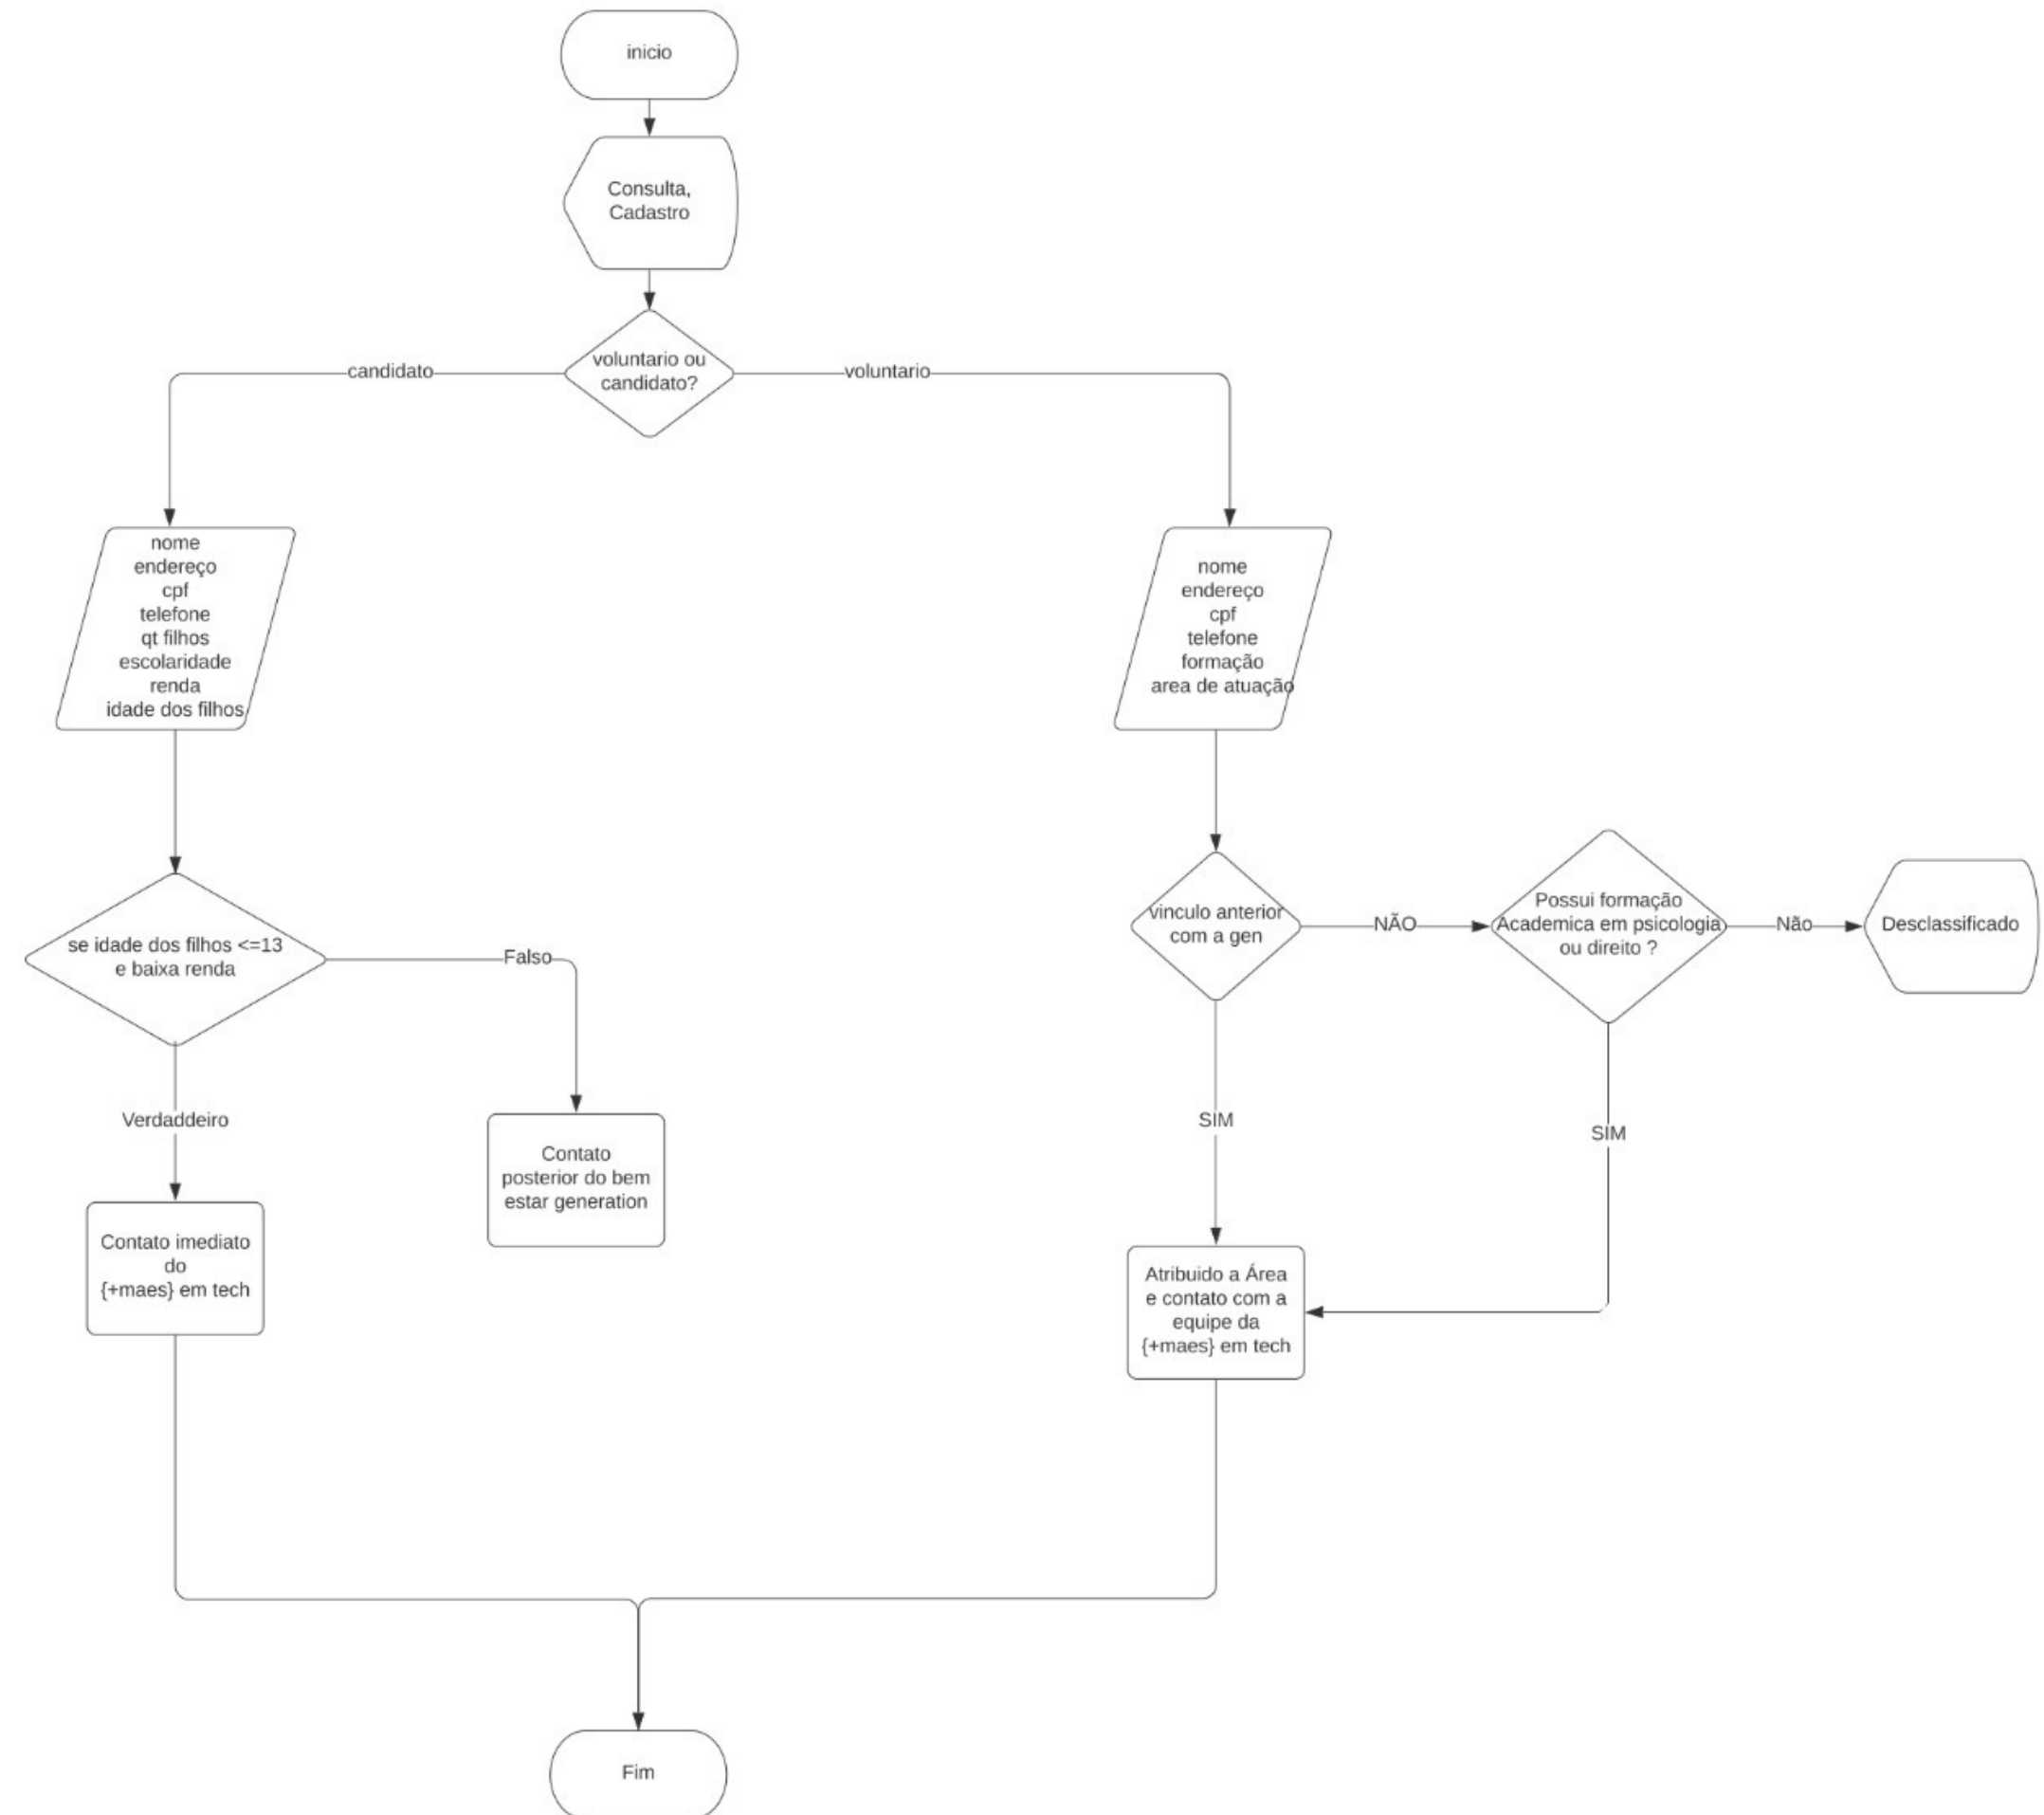 inicio
Consulta,
Cadastro
voluntario ou
candidato?
candidato
voluntario
nome
endereço
cpf
telefone
qt filhos
escolaridade
renda
idade dos filhos
nome
endereço
cpf
telefone
formação
area de atuação
se idade dos filhos <=13
e baixa renda
Falso
Verdaddeiro
Contato
posterior do bem
estar generation
Contato imediato
do
{+maes} em tech
vinculo anterior
com a gen
NÃO
Possui formação
Academica em psicologia
ou direito ?
Não
Desclassificado
SIM
SIM
Atribuido a Área
e contato com a
equipe da
{+maes} em tech
Fim